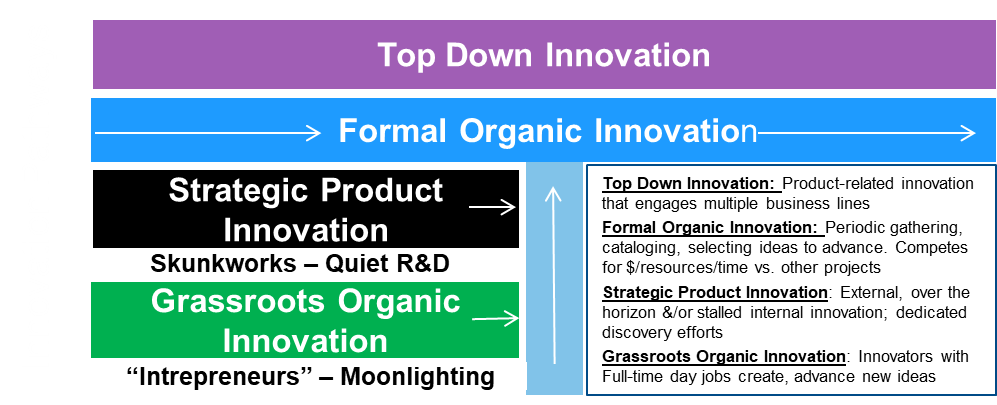 Top Down Innovation
Formal Organic Innovation
Strategic Product
Innovation
Skunkworks – Quiet R&D
Grassroots Organic
Innovation
“Intrepreneurs” – Moonlighting
Top Down Innovation: Product-related innovation
that engages multiple business lines
Formal Organic Innovation: Periodic gathering,
cataloging, selecting ideas to advance. Competes
for $/resources/time vs. other projects
Strategic Product Innovation: External, over the
horizon &/or stalled internal innovation; dedicated
discovery efforts
Grassroots Organic Innovation: Innovators with
Full-time day jobs create, advance new ideas